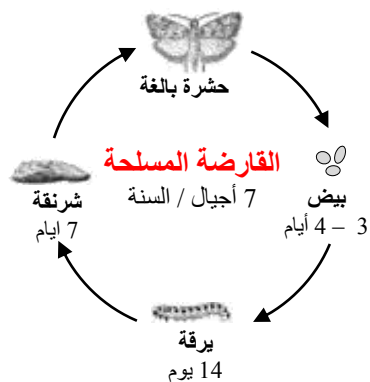 حشرة بالغة
القارضة المسلحة
7 أجيال / السنة
بيض
3 – 4 أيام
شرنقة
7 ايام
يرقة
14 يوم